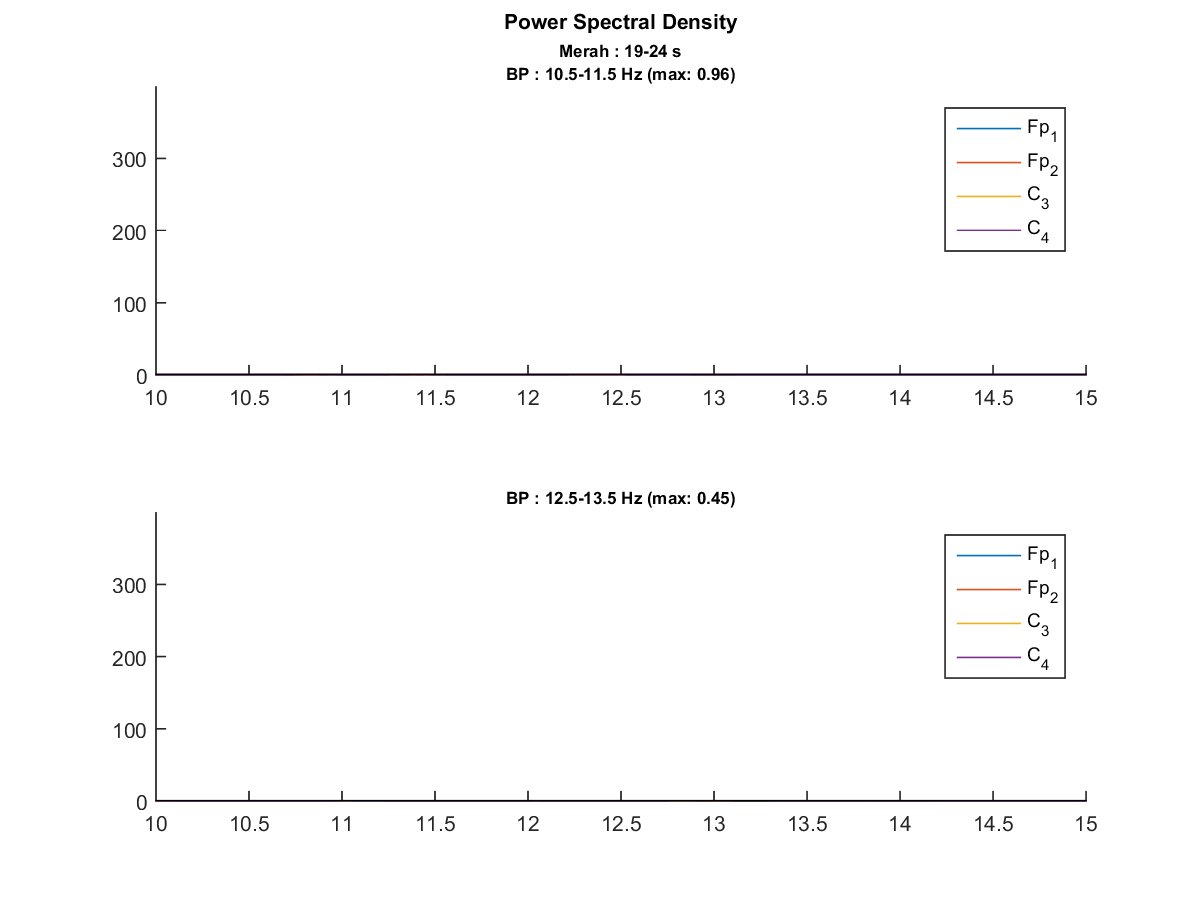 Power Spectral Density
Merah : 19-24 s
BP : 10.5-11.5 Hz (max: 0.96)
Fp1
Fp2
C3
C4
300
200
100
0
10 10.5 11 11.5 12 12.5 13 13.5 14 14.5 15
BP : 12.5-13.5 Hz (max: 0.45)
Fp1
Fp2
C3
C4
300
200
100
0
10 10.5 11 11.5 12 12.5 13 13.5 14 14.5 15